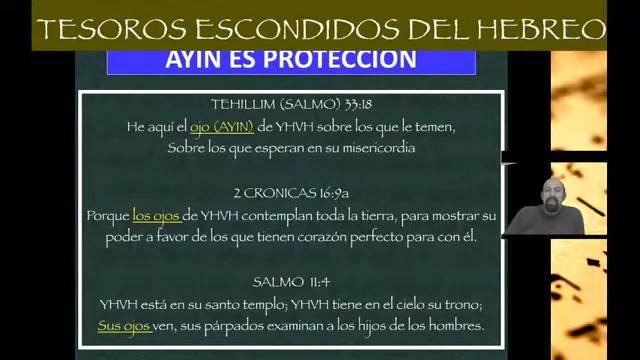 TESOROS ESCONDIDOS DEL HEBREO
AYIN ES PROTECCION
TEHILLIM (SALMO) 33:18
He aquí el ojo (AYIN) de YHVH sobre los que le temen,
Sobre los que esperan en su misericordia
2 CRONICAS 16:9a
Porque los ojos de YHVH contemplan toda la tierra, para mostrar su
poder a favor de los que tienen corazón perfecto para con él.
SALMO 11:4
YHVH está en su santo templo; YHVH tiene en el cielo su trono;
Sus ojos ven, sus párpados examinan a los hijos de los hombres.